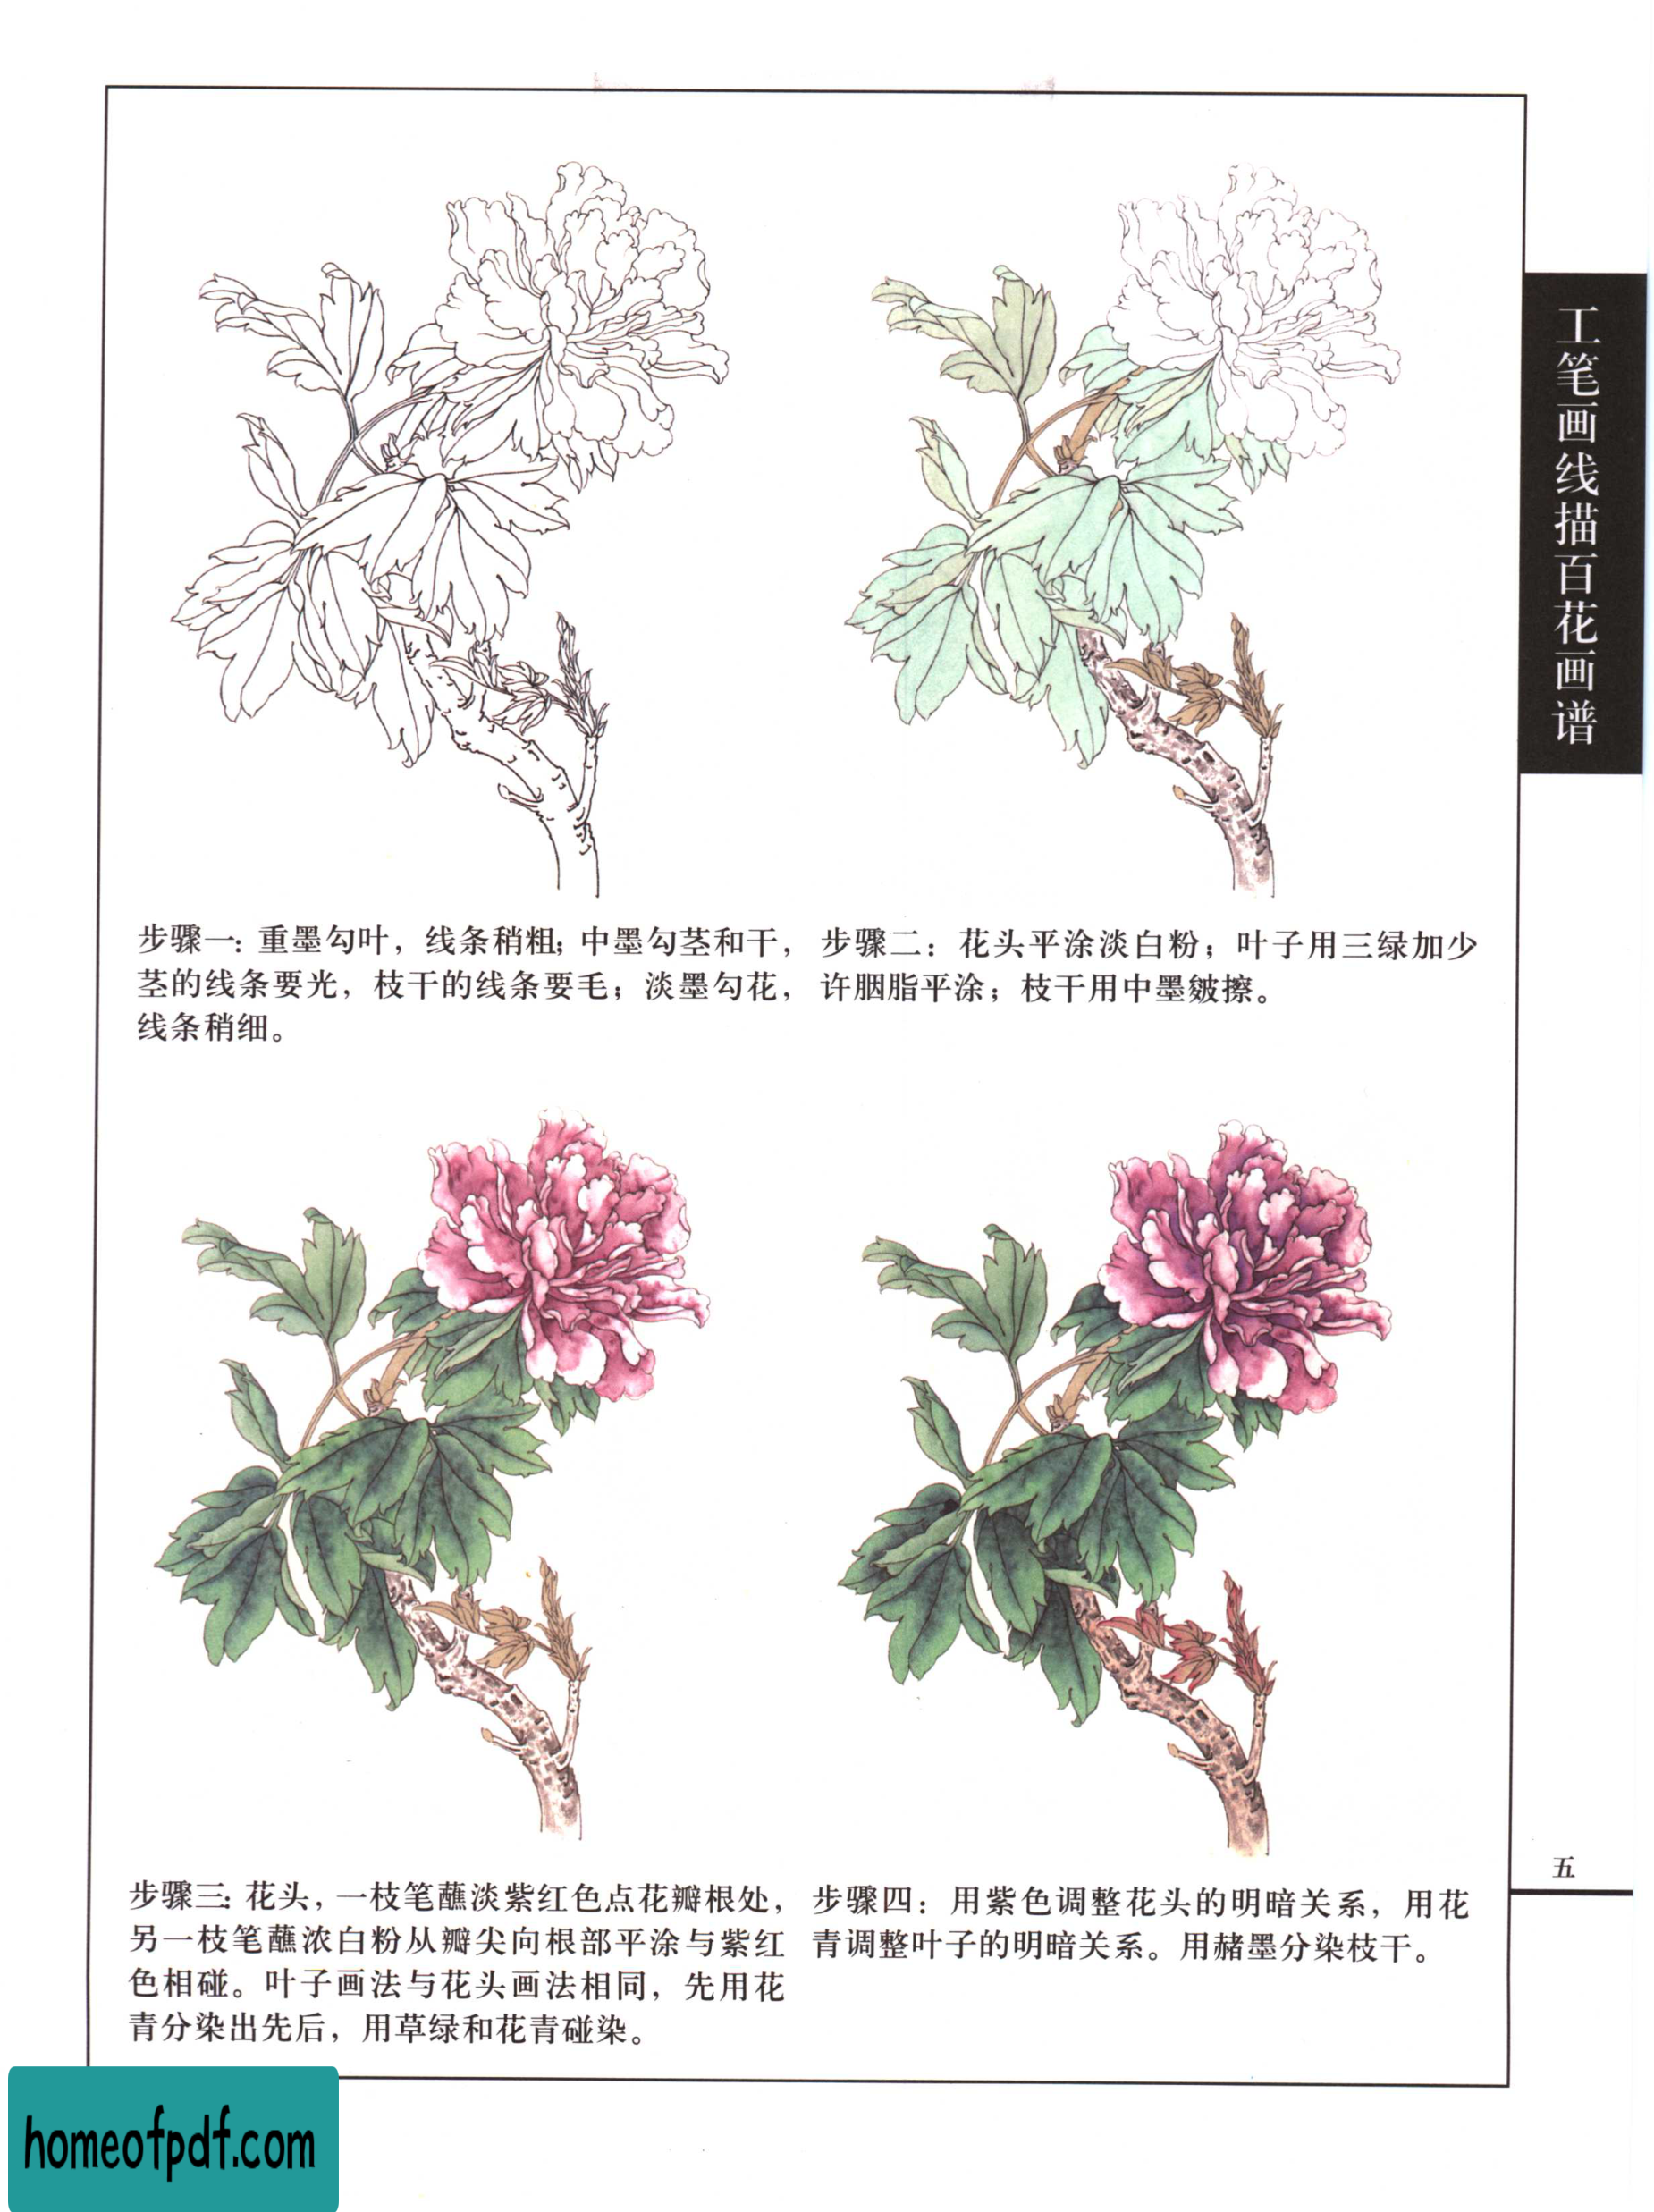 工笔画线描百花画谱
步骤一：重墨勾叶，线条稍粗；中墨勾茎和干，
茎的线条要光，枝干的线条要毛；淡墨勾花，
线条稍细。
步骤二：花头平涂淡白粉；叶子用三绿加少
许胭脂平涂；枝干用中墨皴擦。
步骤三：花头，一枝笔蘸淡紫红色点花瓣根处，
另一枝笔蘸浓白粉从瓣尖向根部平涂与紫红
色相碰。叶子画法与花头画法相同，先用花
青分染出先后，用草绿和花青碰染。
步骤四：用紫色调整花头的明暗关系，用花
青调整叶子的明暗关系。用赭墨分染枝干。
五
homeofpdf.com